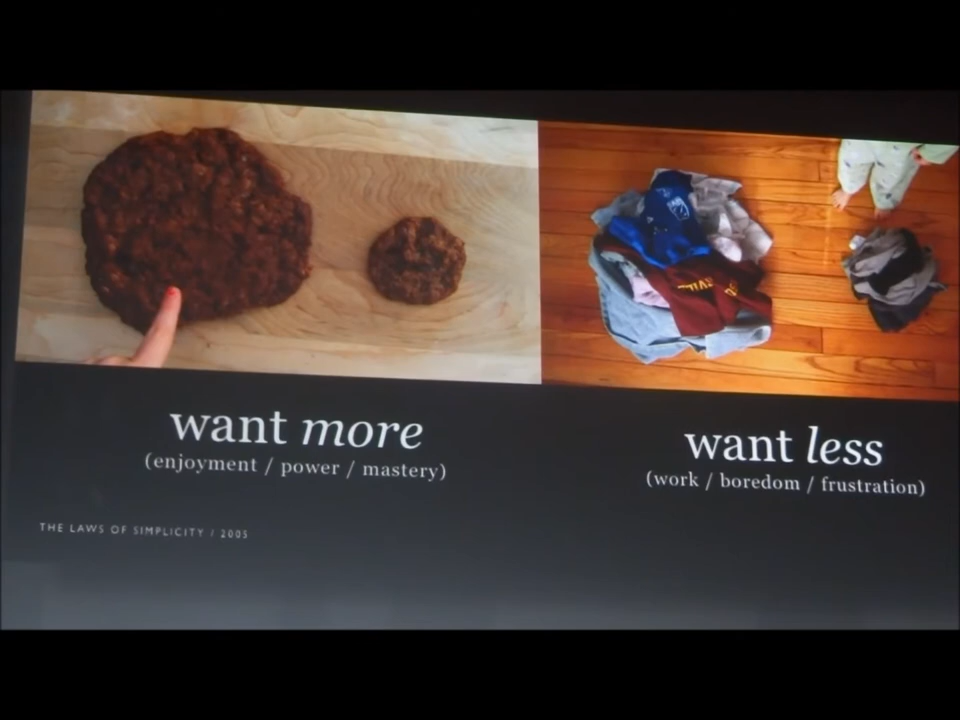 want more
(enjoyment / power / mastery)
want less
(work / boredom / frustration)
THE LAWS OF SIMPLICITY / 2005